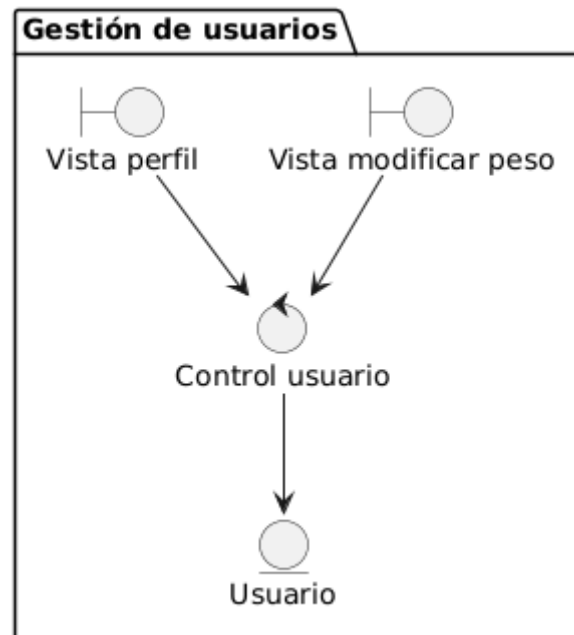 Gestión de usuarios
Vista perfil
Vista modificar peso
Control usuario
Usuario